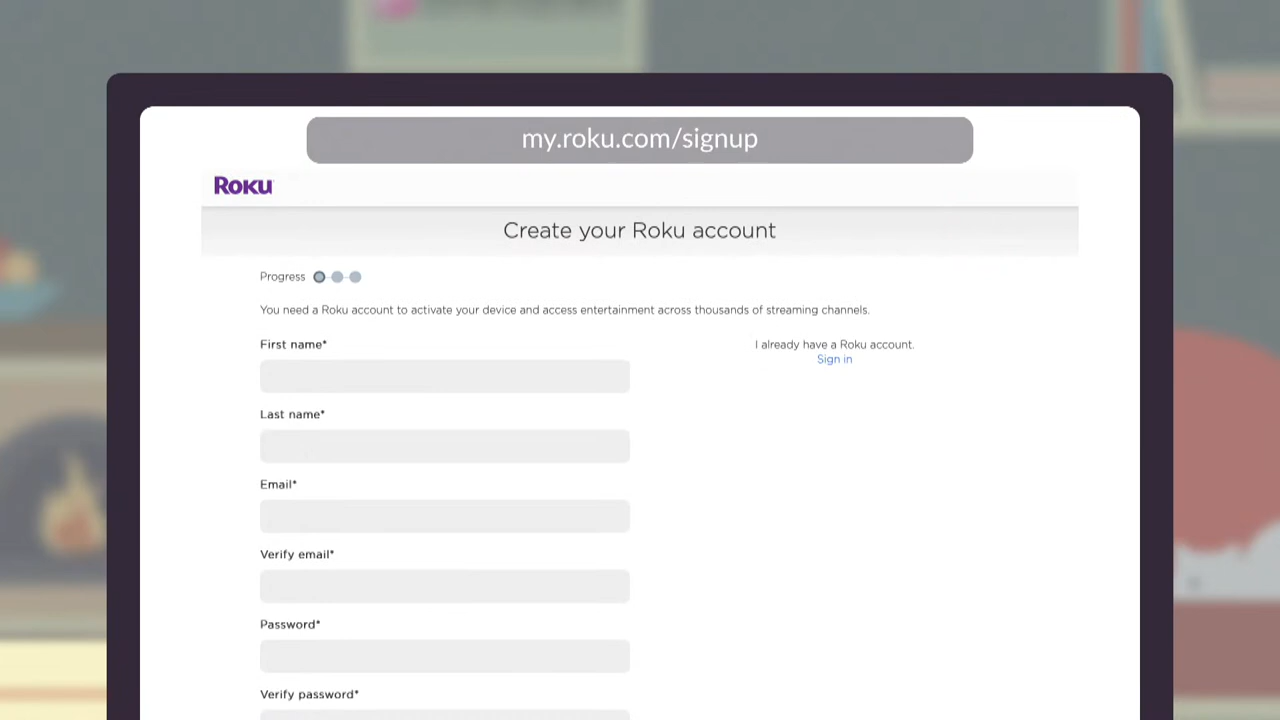 my.roku.com/signup
Roku
Create your Roku account
Progress
You need a Roku account to activate your device and access entertainment across thousands of streaming channels.
First name*
I already have a Roku account.
Sign in
Last name*
Email*
Verify email*
Password*
Verify password*